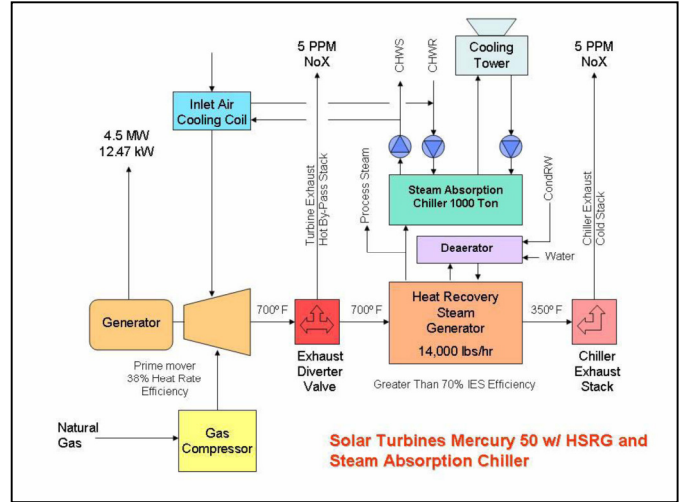 5 PPM
NoX
CHWS
CHWR
Cooling
Tower
5 PPM
NoX
Inlet Air
Cooling Coil
4.5 MW
12.47 kW
Turbine Exhaust
Hot By-Pass Stack
Process Steam
Steam Absorption
Chiller 1000 Ton
CondRW
Chiller Exhaust
Cold Stack
Deaerator
Water
Generator
700º F
700º F
Heat Recovery
Steam
Generator
14,000 lbs/hr
350º F
Prime mover
38% Heat Rate
Efficiency
Exhaust
Diverter
Valve
Greater Than 70% IES Efficiency
Chiller
Exhaust
Stack
Natural
Gas
Gas
Compressor
Solar Turbines Mercury 50 w/ HSRG and
Steam Absorption Chiller